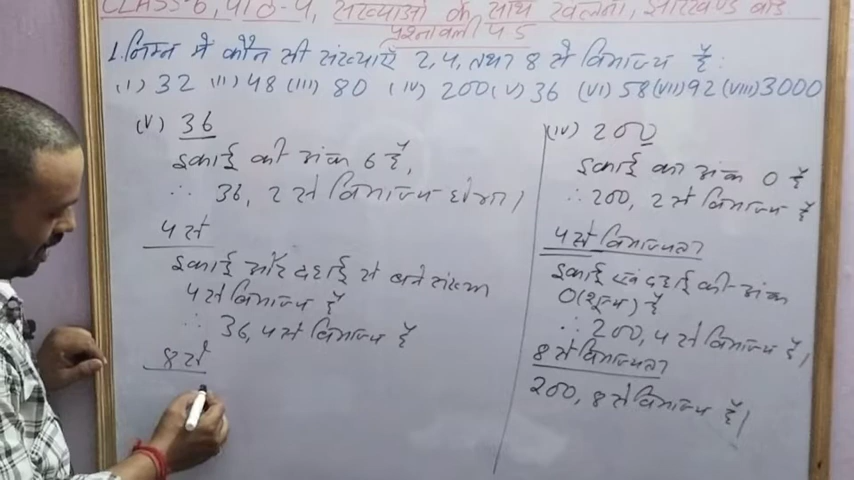 CLASS-6, पाठ-4, संख्याओं के साथ खेलना, झारखण्ड बोर्ड
प्रश्नावली 4.5
1. निम्न में कौन सी संख्याएँ 2, 4, तथा 8 से विभाज्य हैं:
(i) 32 (ii) 48 (iii) 80 (iv) 200 (v) 36 (vi) 58 (vii) 92 (viii) 3000
(v) 36
इकाई की अंक 6 है,
∴ 36, 2 से विभाज्य होगा।
4 से
इकाई और दहाई से बने संख्या
4 से विभाज्य है
∴ 36, 4 से विभाज्य है
8 से
(iv) 200
इकाई का अंक 0 है
∴ 200, 2 से विभाज्य है
4 से विभाज्यता
इकाई एवं दहाई की अंक
0 (शून्य) है
∴ 200, 4 से विभाज्य है।
8 से विभाज्यता
200, 8 से विभाज्य है।